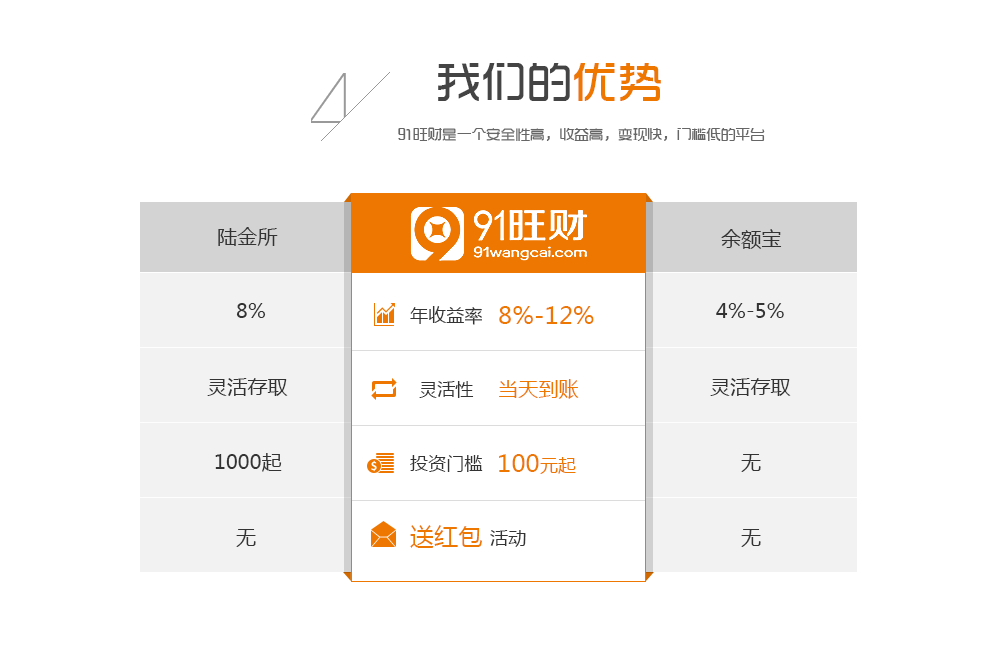 4
我们的优势
91旺财是一个安全性高，收益高，变现快，门槛低的平台
陆金所
91旺财
91wangcai.com
余额宝
8%
年收益率 8%-12%
4%-5%
灵活存取
灵活性 当天到账
灵活存取
1000起
投资门槛 100元起
无
无
送红包 活动
无